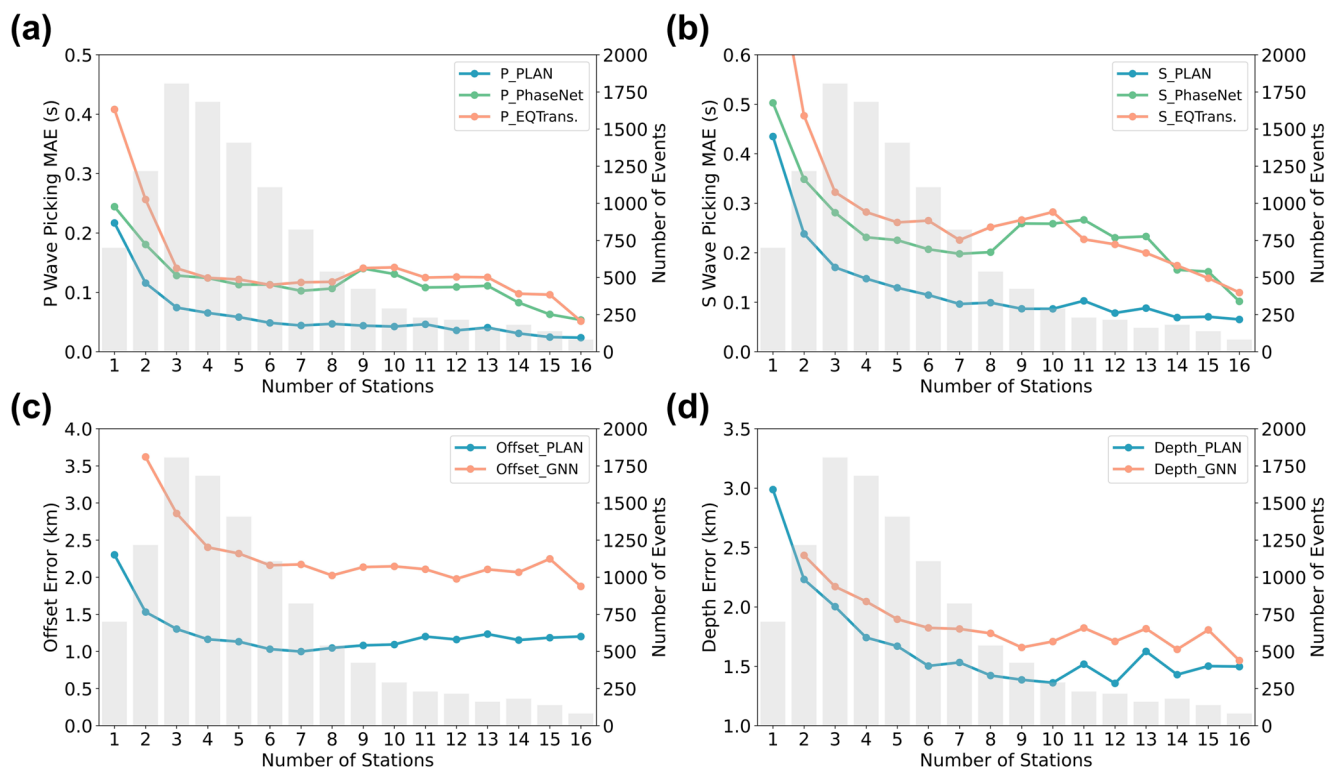 (a)
0.5
0.4
0.3
0.2
0.1
0.0
P Wave Picking MAE (s)
P_PLAN
P_PhaseNet
P_EQTrans.
2000
1750
1500
1250
1000
750
500
250
0
Number of Events
1 2 3 4 5 6 7 8 9 10 11 12 13 14 15 16
Number of Stations
(b)
0.6
0.5
0.4
0.3
0.2
0.1
0.0
S Wave Picking MAE (s)
S_PLAN
S_PhaseNet
S_EQTrans.
2000
1750
1500
1250
1000
750
500
250
0
Number of Events
1 2 3 4 5 6 7 8 9 10 11 12 13 14 15 16
Number of Stations
(c)
4.0
3.5
3.0
2.5
2.0
1.5
1.0
0.5
0.0
Offset Error (km)
Offset_PLAN
Offset_GNN
2000
1750
1500
1250
1000
750
500
250
0
Number of Events
1 2 3 4 5 6 7 8 9 10 11 12 13 14 15 16
Number of Stations
(d)
3.5
3.0
2.5
2.0
1.5
1.0
Depth Error (km)
Depth_PLAN
Depth_GNN
2000
1750
1500
1250
1000
750
500
250
0
Number of Events
1 2 3 4 5 6 7 8 9 10 11 12 13 14 15 16
Number of Stations